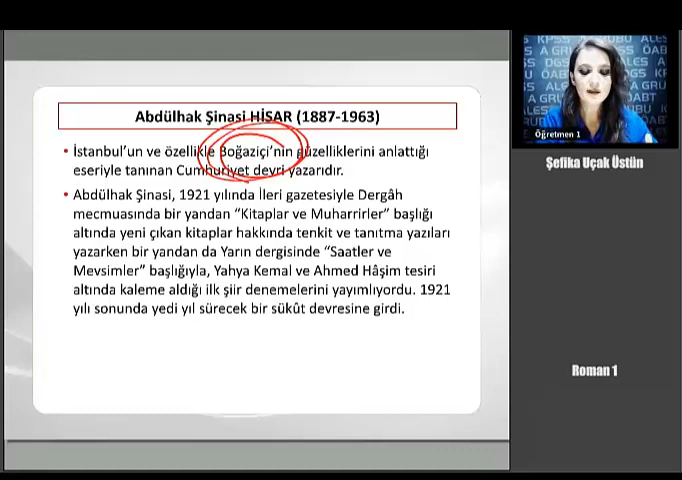 Abdülhak Şinasi HİSAR (1887-1963)
• İstanbul'un ve özellikle Boğaziçi'nin güzelliklerini anlattığı
eseriyle tanınan Cumhuriyet devri yazarıdır.
• Abdülhak Şinasi, 1921 yılında İleri gazetesiyle Dergâh
mecmuasında bir yandan "Kitaplar ve Muharrirler" başlığı
altında yeni çıkan kitaplar hakkında tenkit ve tanıtma yazıları
yazarken bir yandan da Yarın dergisinde "Saatler ve
Mevsimler" başlığıyla, Yahya Kemal ve Ahmed Hâşim tesiri
altında kaleme aldığı ilk şiir denemelerini yayımlıyordu. 1921
yılı sonunda yedi yıl sürecek bir sükût devresine girdi.
Öğretmen 1
Şefika Uçak Üstün
Roman 1